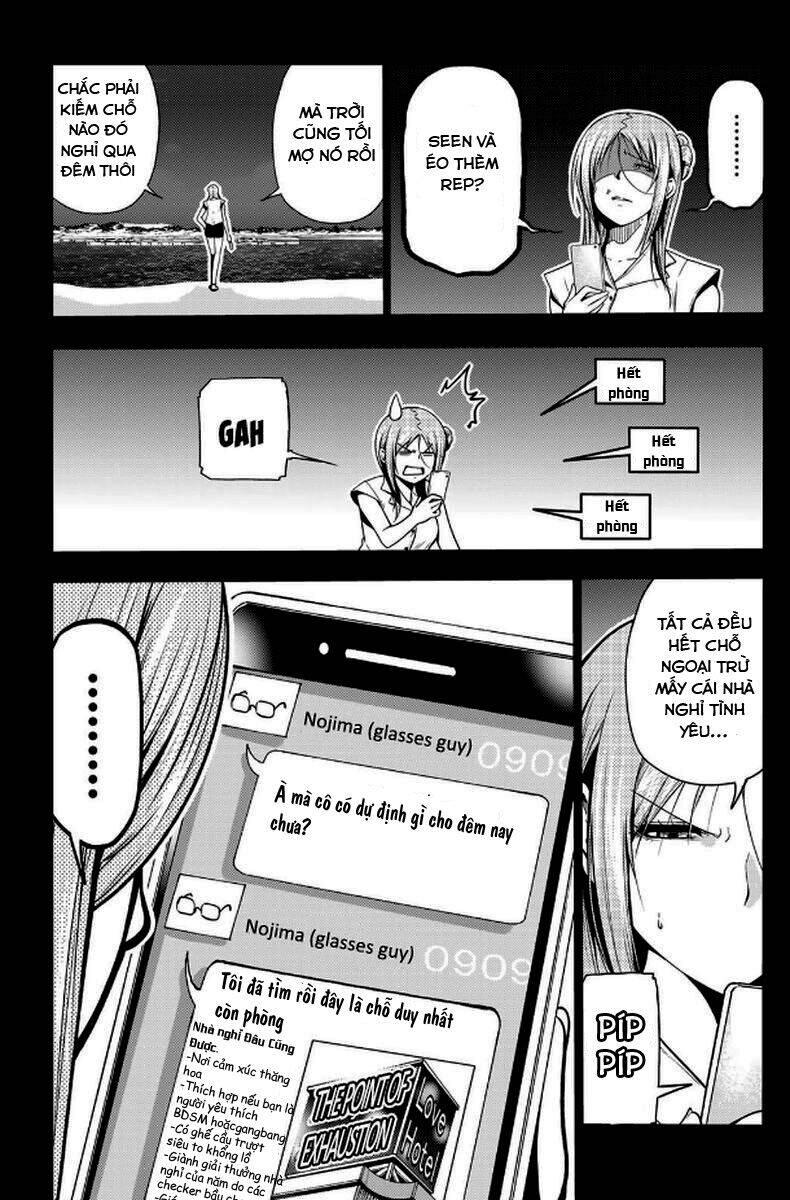 ………
SEEN VÀ
ÉO THÈM
REP?
MÀ TRỜI
CŨNG TỐI
MỢ NÓ RỒI
CHẮC PHẢI
KIẾM CHỖ
NÀO ĐÓ
NGHỈ QUA
ĐÊM THÔI
Hết
phòng
Hết
phòng
Hết
phòng
GAH
TẤT CẢ ĐỀU
HẾT CHỖ
NGOẠI TRỪ
MẤY CÁI NHÀ
NGHỈ TÌNH
YÊU...
PÍP
PÍP
Nojima (glasses guy) 0909
À mà cô có dự định gì cho đêm nay
chưa?
Nojima (glasses guy) 0909
Tôi đã tìm rồi đây là chỗ duy nhất
còn phòng
Nhà nghỉ Đâu Cũng
Được.
-Nơi cảm xúc thăng
hoa
-Thích hợp nếu bạn là
người yêu thích
BDSM hoặcgangbang
-Có ghế cầu trượt
siêu to khổng lồ
-Giành giải thưởng nhà
nghỉ của năm do các
checker bầu
THE POINT OF
EXHAUSTION
Love
Hotel
………